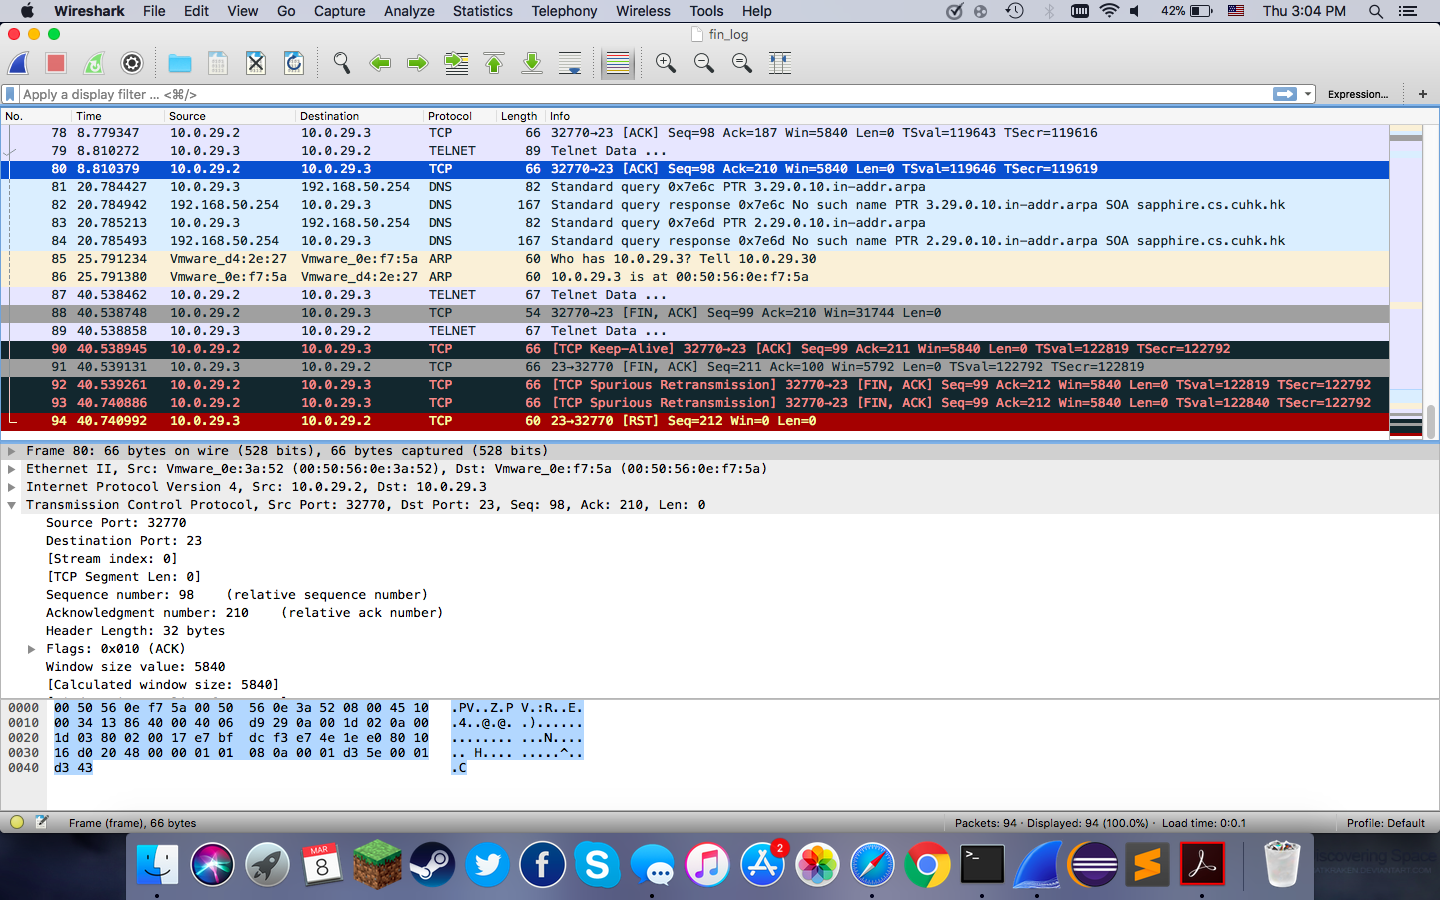 Wireshark File Edit View Go Capture Analyze Statistics Telephony Wireless Tools Help 42% Thu 3:04 PM
fin_log
Apply a display filter ... <⌘/> Expression... +
No. Time Source Destination Protocol Length Info
78 8.779347 10.0.29.2 10.0.29.3 TCP 66 32770→23 [ACK] Seq=98 Ack=187 Win=5840 Len=0 TSval=119643 TSecr=119616
79 8.810272 10.0.29.3 10.0.29.2 TELNET 89 Telnet Data ...
80 8.810379 10.0.29.2 10.0.29.3 TCP 66 32770→23 [ACK] Seq=98 Ack=210 Win=5840 Len=0 TSval=119646 TSecr=119619
81 20.784427 10.0.29.3 192.168.50.254 DNS 82 Standard query 0x7e6c PTR 3.29.0.10.in-addr.arpa
82 20.784942 192.168.50.254 10.0.29.3 DNS 167 Standard query response 0x7e6c No such name PTR 3.29.0.10.in-addr.arpa SOA sapphire.cs.cuhk.hk
83 20.785213 10.0.29.3 192.168.50.254 DNS 82 Standard query 0x7e6d PTR 2.29.0.10.in-addr.arpa
84 20.785493 192.168.50.254 10.0.29.3 DNS 167 Standard query response 0x7e6d No such name PTR 2.29.0.10.in-addr.arpa SOA sapphire.cs.cuhk.hk
85 25.791234 Vmware_d4:2e:27 Vmware_0e:f7:5a ARP 60 Who has 10.0.29.3? Tell 10.0.29.30
86 25.791380 Vmware_0e:f7:5a Vmware_d4:2e:27 ARP 60 10.0.29.3 is at 00:50:56:0e:f7:5a
87 40.538462 10.0.29.2 10.0.29.3 TELNET 67 Telnet Data ...
88 40.538748 10.0.29.2 10.0.29.3 TCP 54 32770→23 [FIN, ACK] Seq=99 Ack=210 Win=31744 Len=0
89 40.538858 10.0.29.3 10.0.29.2 TELNET 67 Telnet Data ...
90 40.538945 10.0.29.2 10.0.29.3 TCP 66 [TCP Keep-Alive] 32770→23 [ACK] Seq=99 Ack=211 Win=5840 Len=0 TSval=122819 TSecr=122792
91 40.539131 10.0.29.3 10.0.29.2 TCP 66 23→32770 [FIN, ACK] Seq=211 Ack=100 Win=5792 Len=0 TSval=122792 TSecr=122819
92 40.539261 10.0.29.2 10.0.29.3 TCP 66 [TCP Spurious Retransmission] 32770→23 [FIN, ACK] Seq=99 Ack=212 Win=5840 Len=0 TSval=122819 TSecr=122792
93 40.740886 10.0.29.2 10.0.29.3 TCP 66 [TCP Spurious Retransmission] 32770→23 [FIN, ACK] Seq=99 Ack=212 Win=5840 Len=0 TSval=122840 TSecr=122792
94 40.740992 10.0.29.3 10.0.29.2 TCP 60 23→32770 [RST] Seq=212 Win=0 Len=0
Frame 80: 66 bytes on wire (528 bits), 66 bytes captured (528 bits)
Ethernet II, Src: Vmware_0e:3a:52 (00:50:56:0e:3a:52), Dst: Vmware_0e:f7:5a (00:50:56:0e:f7:5a)
Internet Protocol Version 4, Src: 10.0.29.2, Dst: 10.0.29.3
Transmission Control Protocol, Src Port: 32770, Dst Port: 23, Seq: 98, Ack: 210, Len: 0
Source Port: 32770
Destination Port: 23
[Stream index: 0]
[TCP Segment Len: 0]
Sequence number: 98 (relative sequence number)
Acknowledgment number: 210 (relative ack number)
Header Length: 32 bytes
Flags: 0x010 (ACK)
Window size value: 5840
[Calculated window size: 5840]
0000 00 50 56 0e f7 5a 00 50 56 0e 3a 52 08 00 45 10 .PV..Z.P V.:R..E.
0010 00 34 13 86 40 00 40 06 d9 29 0a 00 1d 02 0a 00 .4..@.@. .)......
0020 1d 03 80 02 00 17 e7 bf dc f3 e7 4e 1e e0 80 10 ........ ...N....
0030 16 d0 20 48 00 00 01 01 08 0a 00 01 d3 5e 00 01 .. H.... .....^..
0040 d3 43 .C
Frame (frame), 66 bytes Packets: 94 · Displayed: 94 (100.0%) · Load time: 0:0.1 Profile: Default
MAR
8
2
>_